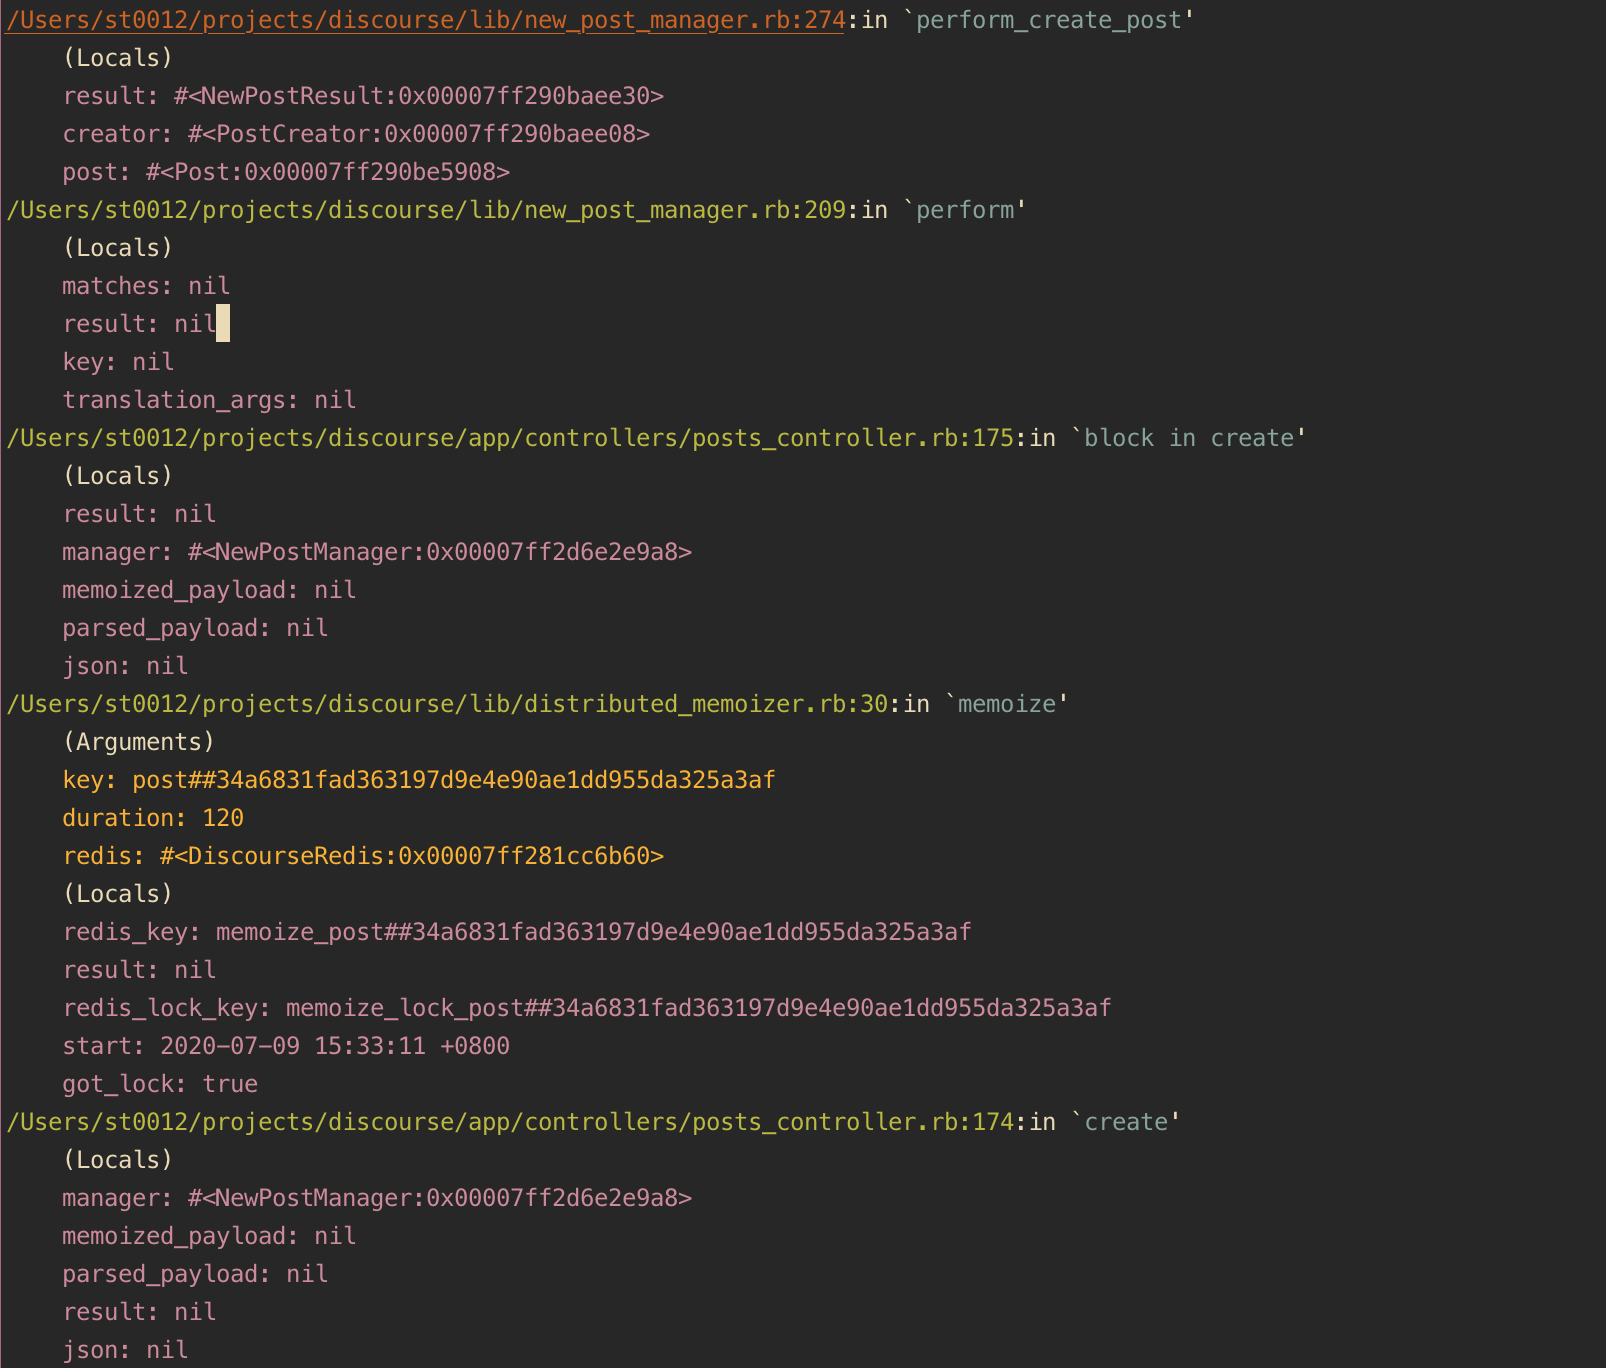 /Users/st0012/projects/discourse/lib/new_post_manager.rb:274:in `perform_create_post'
(Locals)
result: #<NewPostResult:0x00007ff290baee30>
creator: #<PostCreator:0x00007ff290baee08>
post: #<Post:0x00007ff290be5908>
/Users/st0012/projects/discourse/lib/new_post_manager.rb:209:in `perform'
(Locals)
matches: nil
result: nil
key: nil
translation_args: nil
/Users/st0012/projects/discourse/app/controllers/posts_controller.rb:175:in `block in create'
(Locals)
result: nil
manager: #<NewPostManager:0x00007ff2d6e2e9a8>
memoized_payload: nil
parsed_payload: nil
json: nil
/Users/st0012/projects/discourse/lib/distributed_memoizer.rb:30:in `memoize'
(Arguments)
key: post##34a6831fad363197d9e4e90ae1dd955da325a3af
duration: 120
redis: #<DiscourseRedis:0x00007ff281cc6b60>
(Locals)
redis_key: memoize_post##34a6831fad363197d9e4e90ae1dd955da325a3af
result: nil
redis_lock_key: memoize_lock_post##34a6831fad363197d9e4e90ae1dd955da325a3af
start: 2020-07-09 15:33:11 +0800
got_lock: true
/Users/st0012/projects/discourse/app/controllers/posts_controller.rb:174:in `create'
(Locals)
manager: #<NewPostManager:0x00007ff2d6e2e9a8>
memoized_payload: nil
parsed_payload: nil
result: nil
json: nil